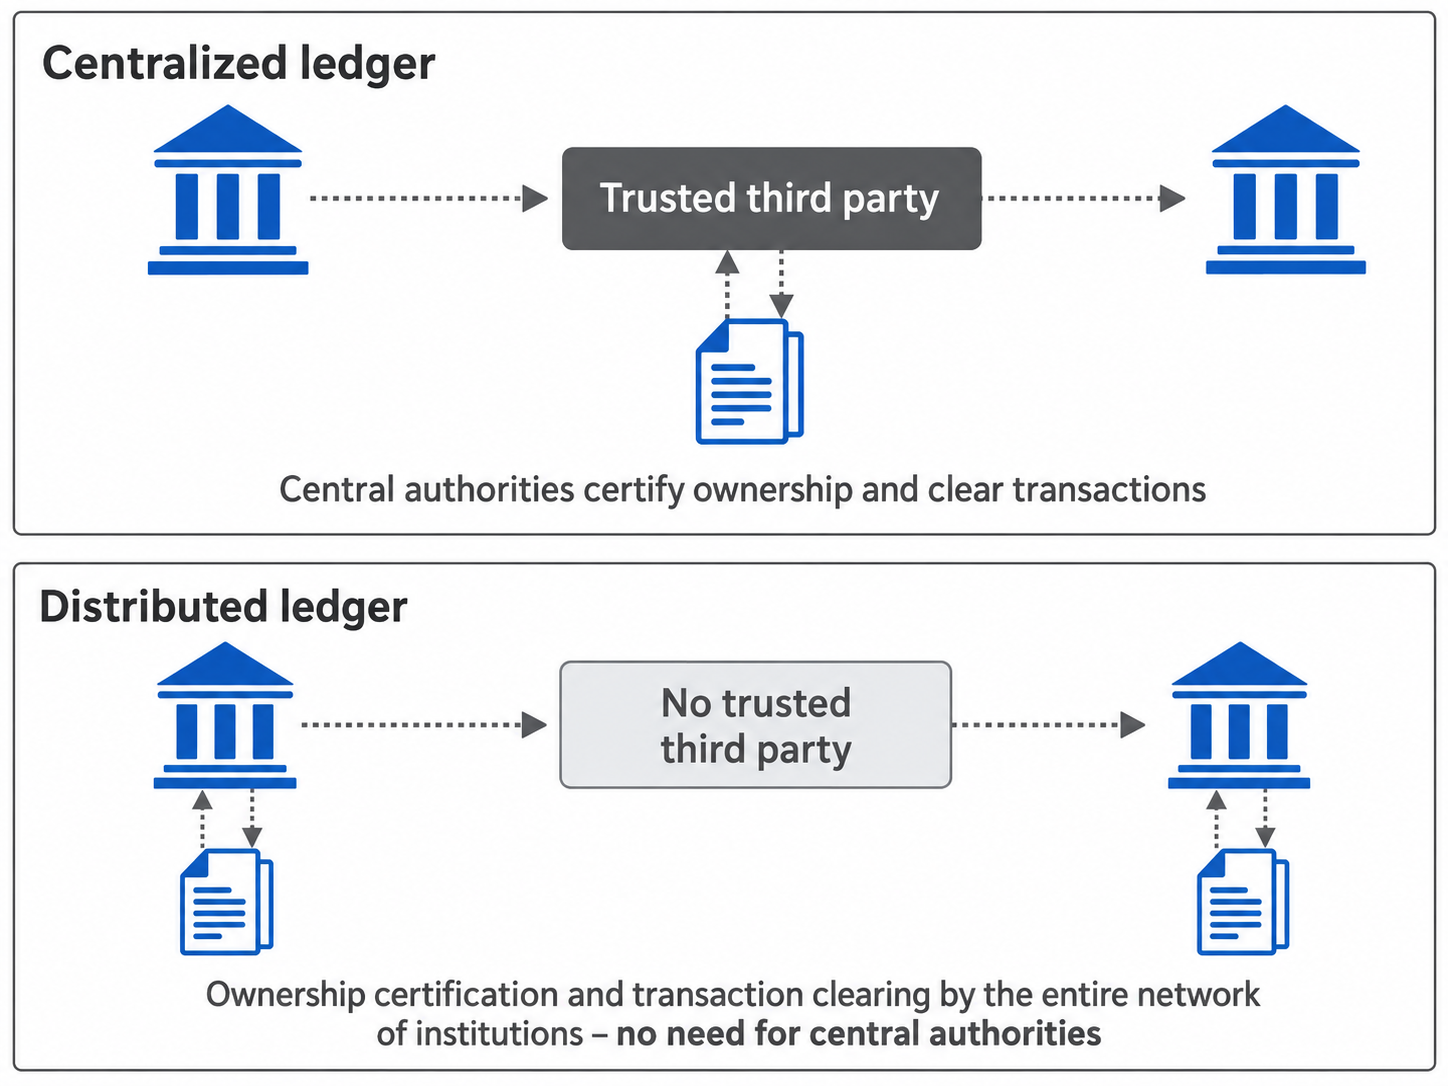 Centralized ledger
Trusted third party
Central authorities certify ownership and clear transactions
Distributed ledger
No trusted
third party
Ownership certification and transaction clearing by the entire network
of institutions – no need for central authorities